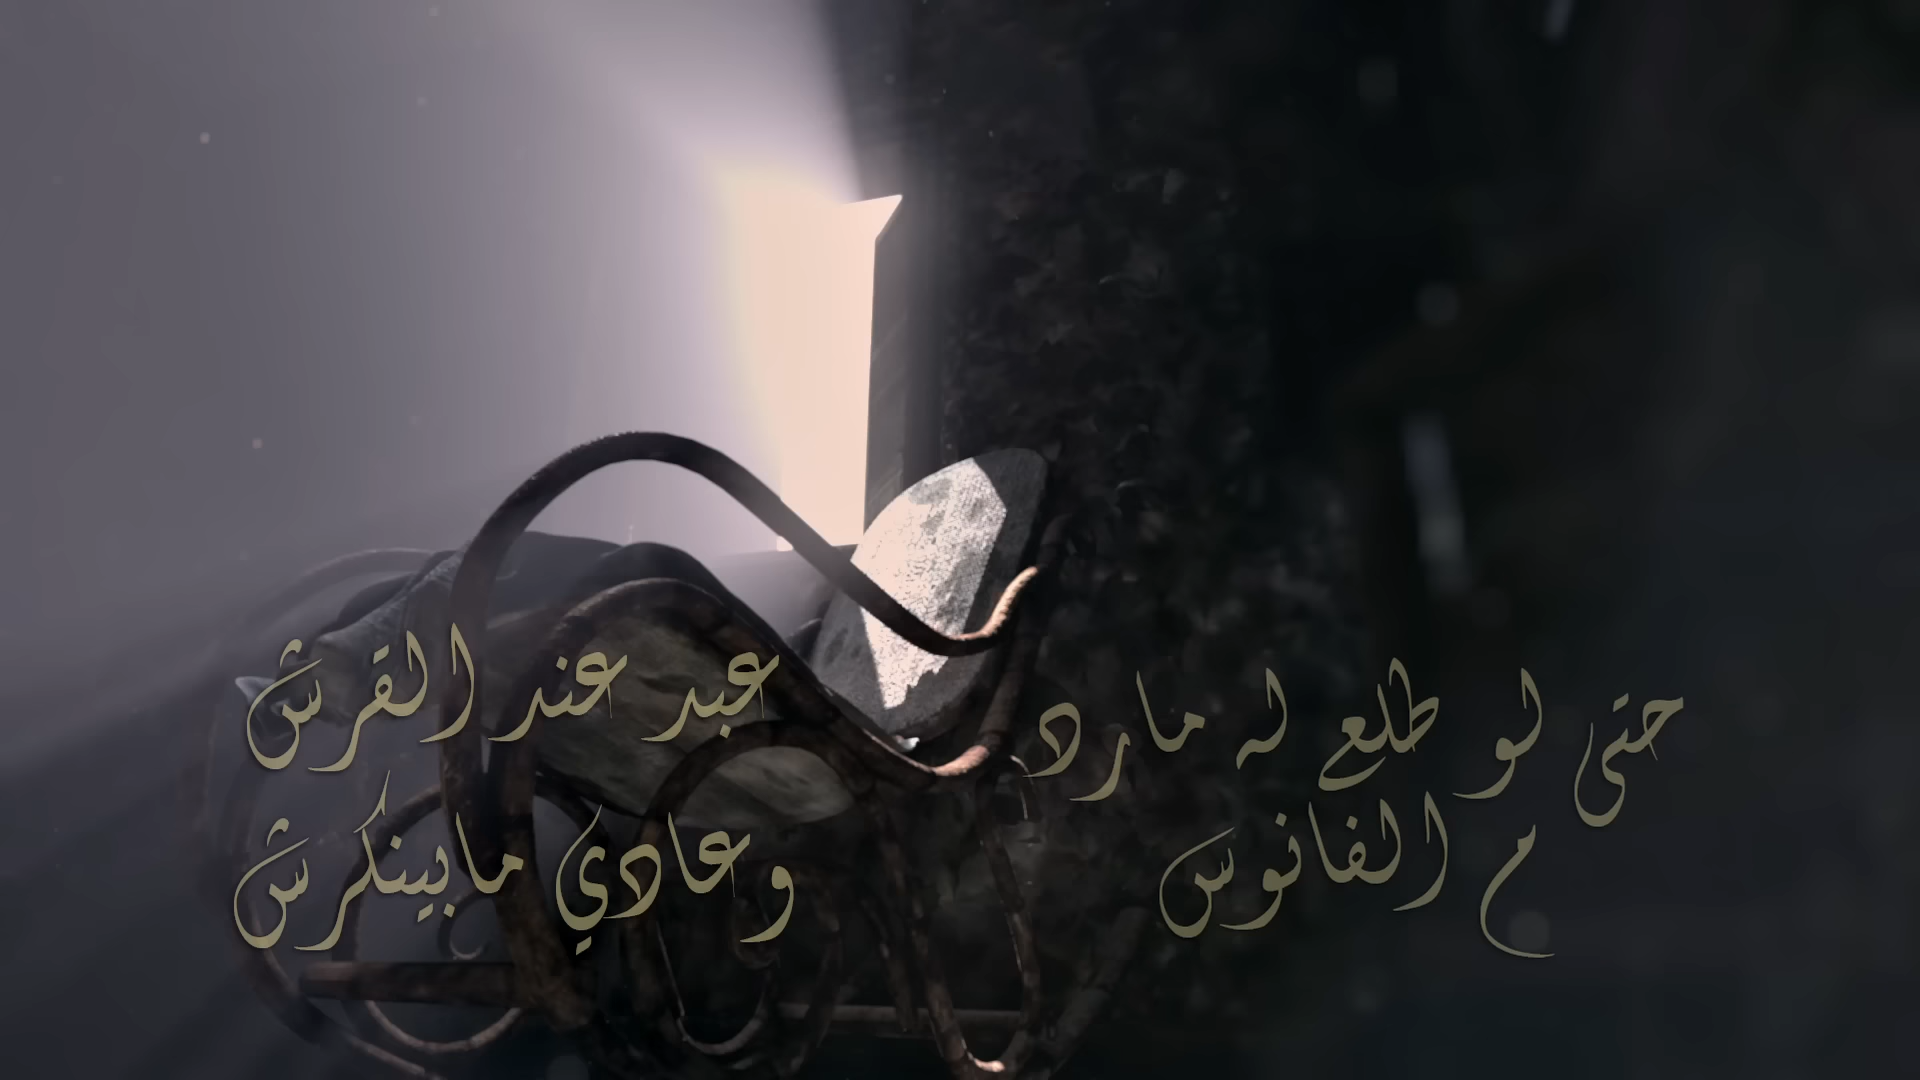 حتى لو طلع له مارد
م الفانوس
عبد عند القرش
وعادي مابينكرش